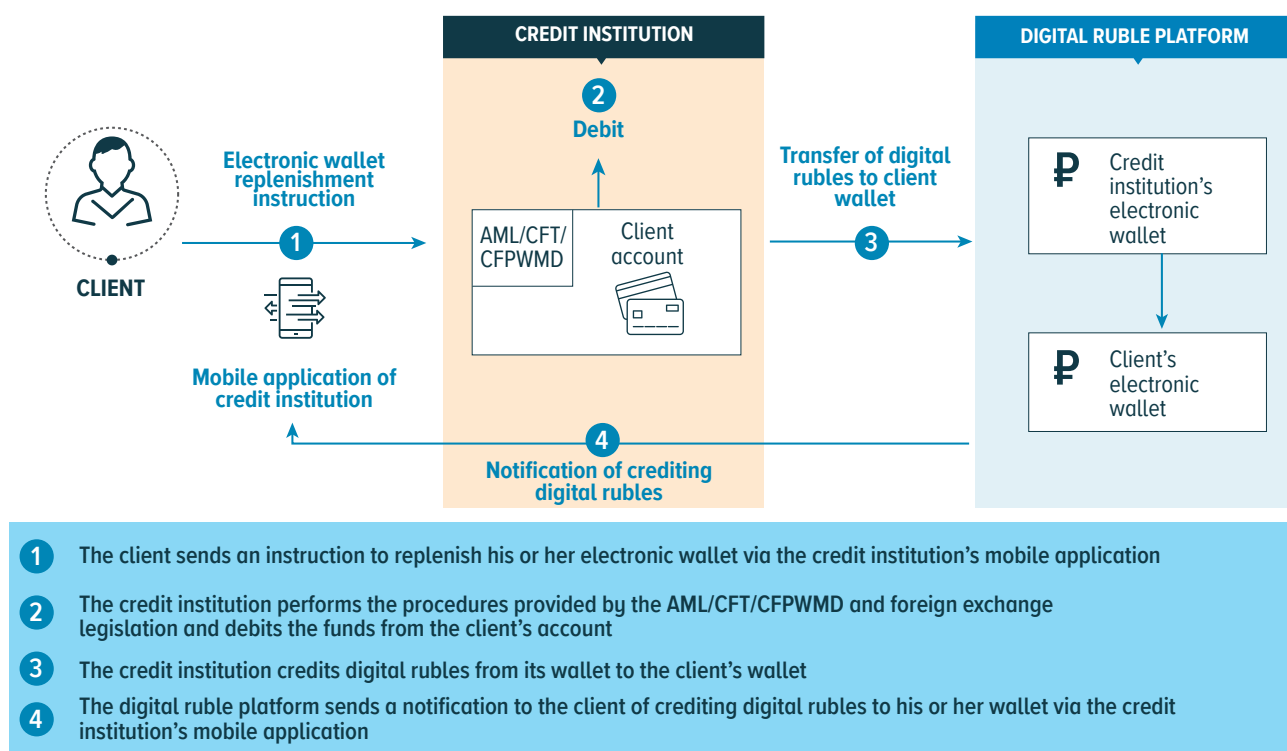 CREDIT INSTITUTION
DIGITAL RUBLE PLATFORM
2
Debit
Electronic wallet
replenishment
instruction
1
CLIENT
Mobile application of
credit institution
AML/CFT/
CFPWMD
Client
account
Transfer of digital
rubles to client
wallet
3
₽
Credit
institution's
electronic
wallet
₽
Client's
electronic
wallet
4
Notification of crediting
digital rubles
1 The client sends an instruction to replenish his or her electronic wallet via the credit institution's mobile application
2 The credit institution performs the procedures provided by the AML/CFT/CFPWMD and foreign exchange
legislation and debits the funds from the client's account
3 The credit institution credits digital rubles from its wallet to the client's wallet
4 The digital ruble platform sends a notification to the client of crediting digital rubles to his or her wallet via the credit
institution's mobile application